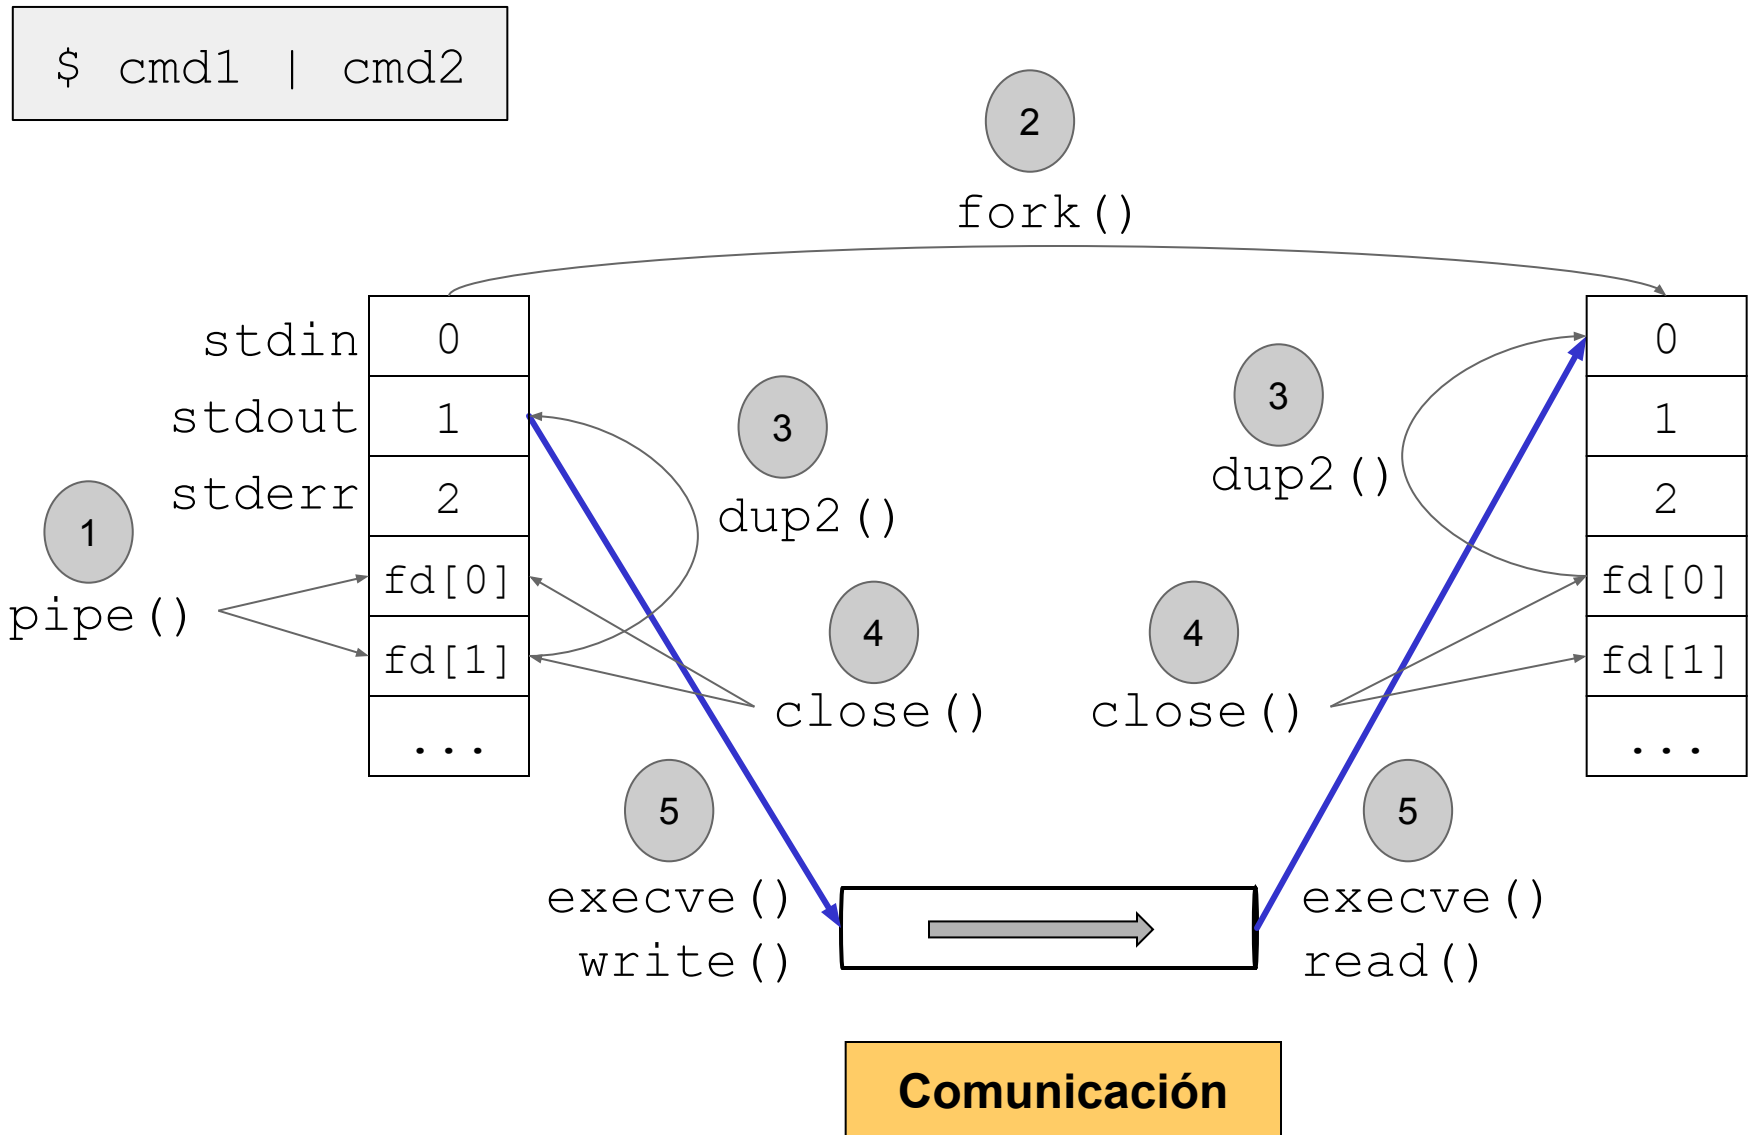 $ cmd1 | cmd2
2
fork()
stdin
0
stdout
1
stderr
2
fd[0]
fd[1]
...
1
pipe()
3
dup2()
3
dup2()
0
1
2
fd[0]
fd[1]
...
4
close()
4
close()
5
execve()
write()
5
execve()
read()
Comunicación